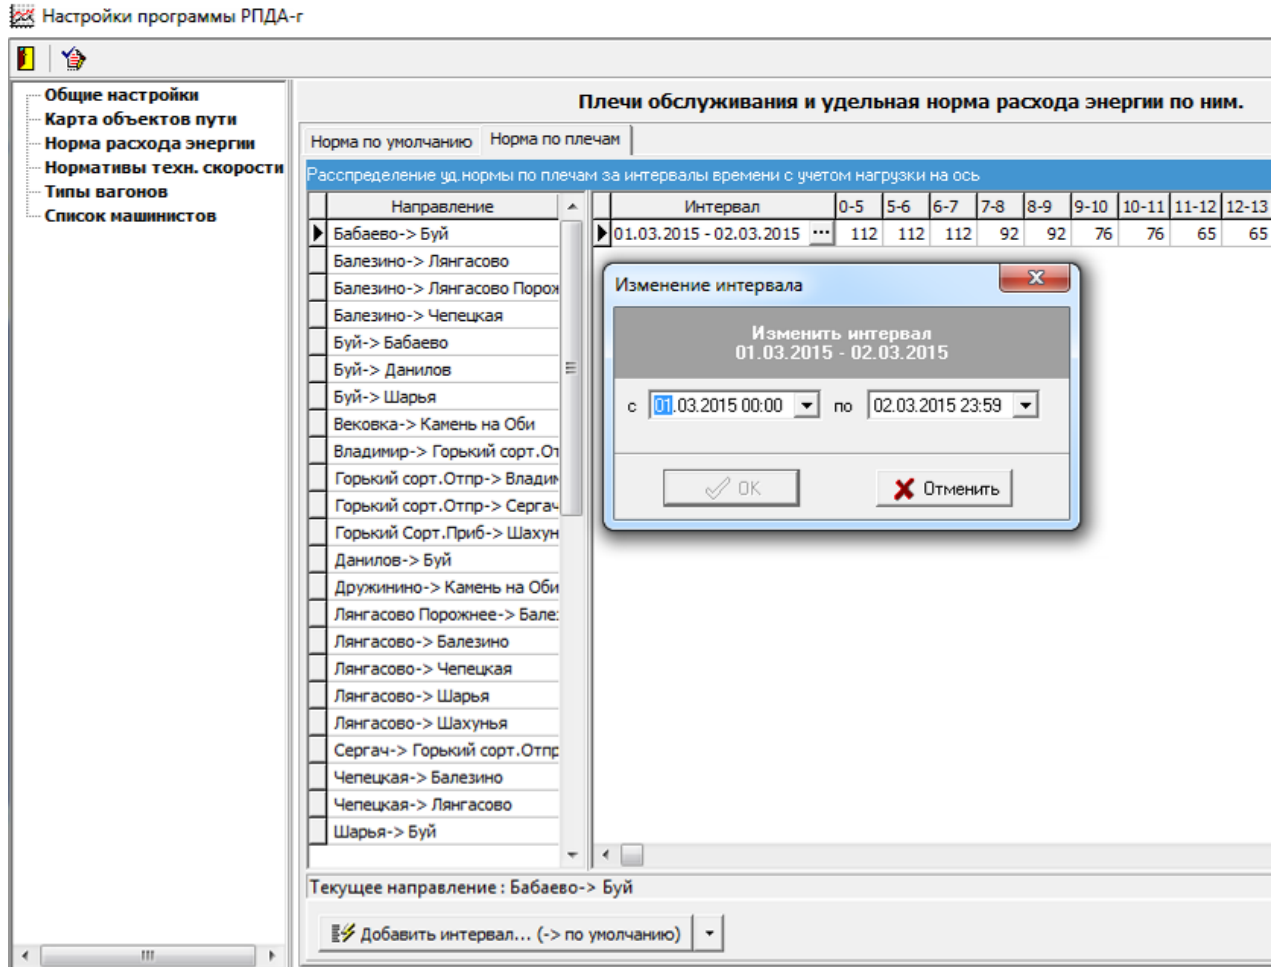 Настройки программы РПДА-г
Общие настройки
Карта объектов пути
Норма расхода энергии
Нормативы техн. скорости
Типы вагонов
Список машинистов
Плечи обслуживания и удельная норма расхода энергии по ним.
Норма по умолчанию Норма по плечам
Расспределение уд.нормы по плечам за интервалы времени с учетом нагрузки на ось
Направление Интервал 0-5 5-6 6-7 7-8 8-9 9-10 10-11 11-12 12-13
Бабаево-> Буй 01.03.2015 - 02.03.2015 ... 112 112 112 92 92 76 76 65 65
Балезино-> Лянгасово
Балезино-> Лянгасово Порож
Балезино-> Чепецкая
Буй-> Бабаево
Буй-> Данилов
Буй-> Шарья
Вековка-> Камень на Оби
Владимир-> Горький сорт.От
Горький сорт.Отпр-> Владим
Горький сорт.Отпр-> Сергач
Горький Сорт.Приб-> Шахун
Данилов-> Буй
Дружинино-> Камень на Оби
Лянгасово Порожнее-> Бале
Лянгасово-> Балезино
Лянгасово-> Чепецкая
Лянгасово-> Шарья
Лянгасово-> Шахунья
Сергач-> Горький сорт.Отпр
Чепецкая-> Балезино
Чепецкая-> Лянгасово
Шарья-> Буй
Изменение интервала
Изменить интервал
01.03.2015 - 02.03.2015
с 01.03.2015 00:00 по 02.03.2015 23:59
OK Отменить
Текущее направление : Бабаево-> Буй
Добавить интервал... (-> по умолчанию)